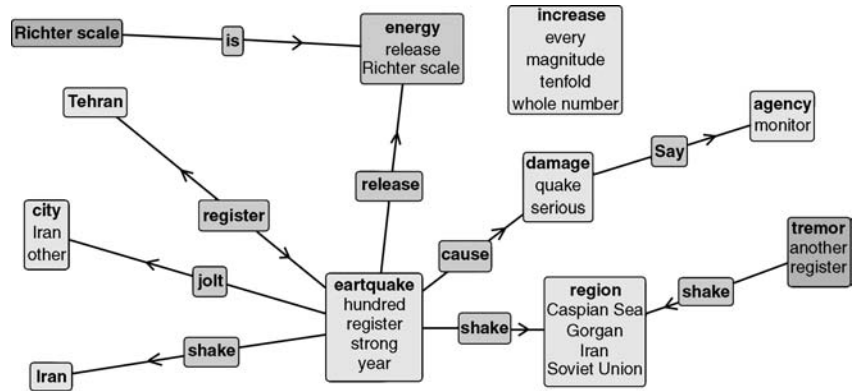 Richter scale
is
energy
release
Richter scale
increase
every
magnitude
tenfold
whole number
Tehran
agency
monitor
Say
damage
quake
serious
release
register
city
Iran
other
tremor
another
register
cause
jolt
eartquake
hundred
register
strong
year
region
Caspian Sea
Gorgan
Iran
Soviet Union
shake
shake
shake
Iran